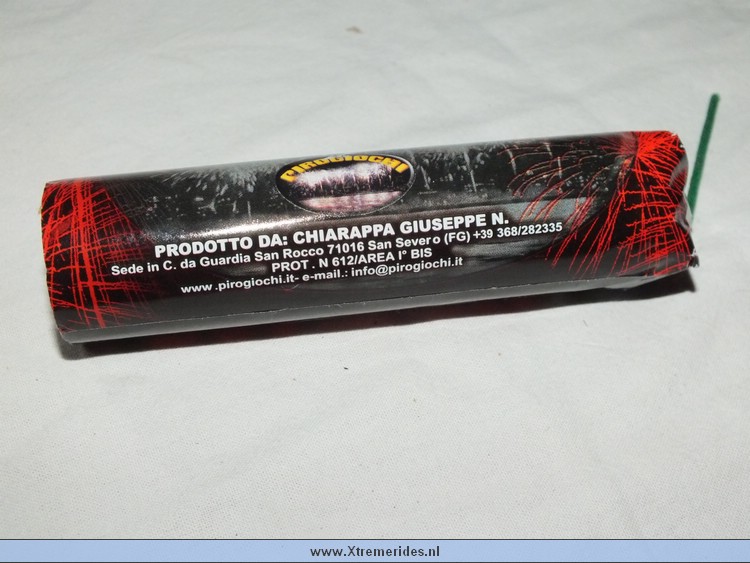 PIROGIOCHI
PRODOTTO DA: CHIARAPPA GIUSEPPE N.
Sede in C. da Guardia San Rocco 71016 San Severo (FG) +39 368/282335
PROT . N 612/AREA I° BIS
www.pirogiochi.it- e-mail.: info@pirogiochi.it
www.Xtremerides.nl